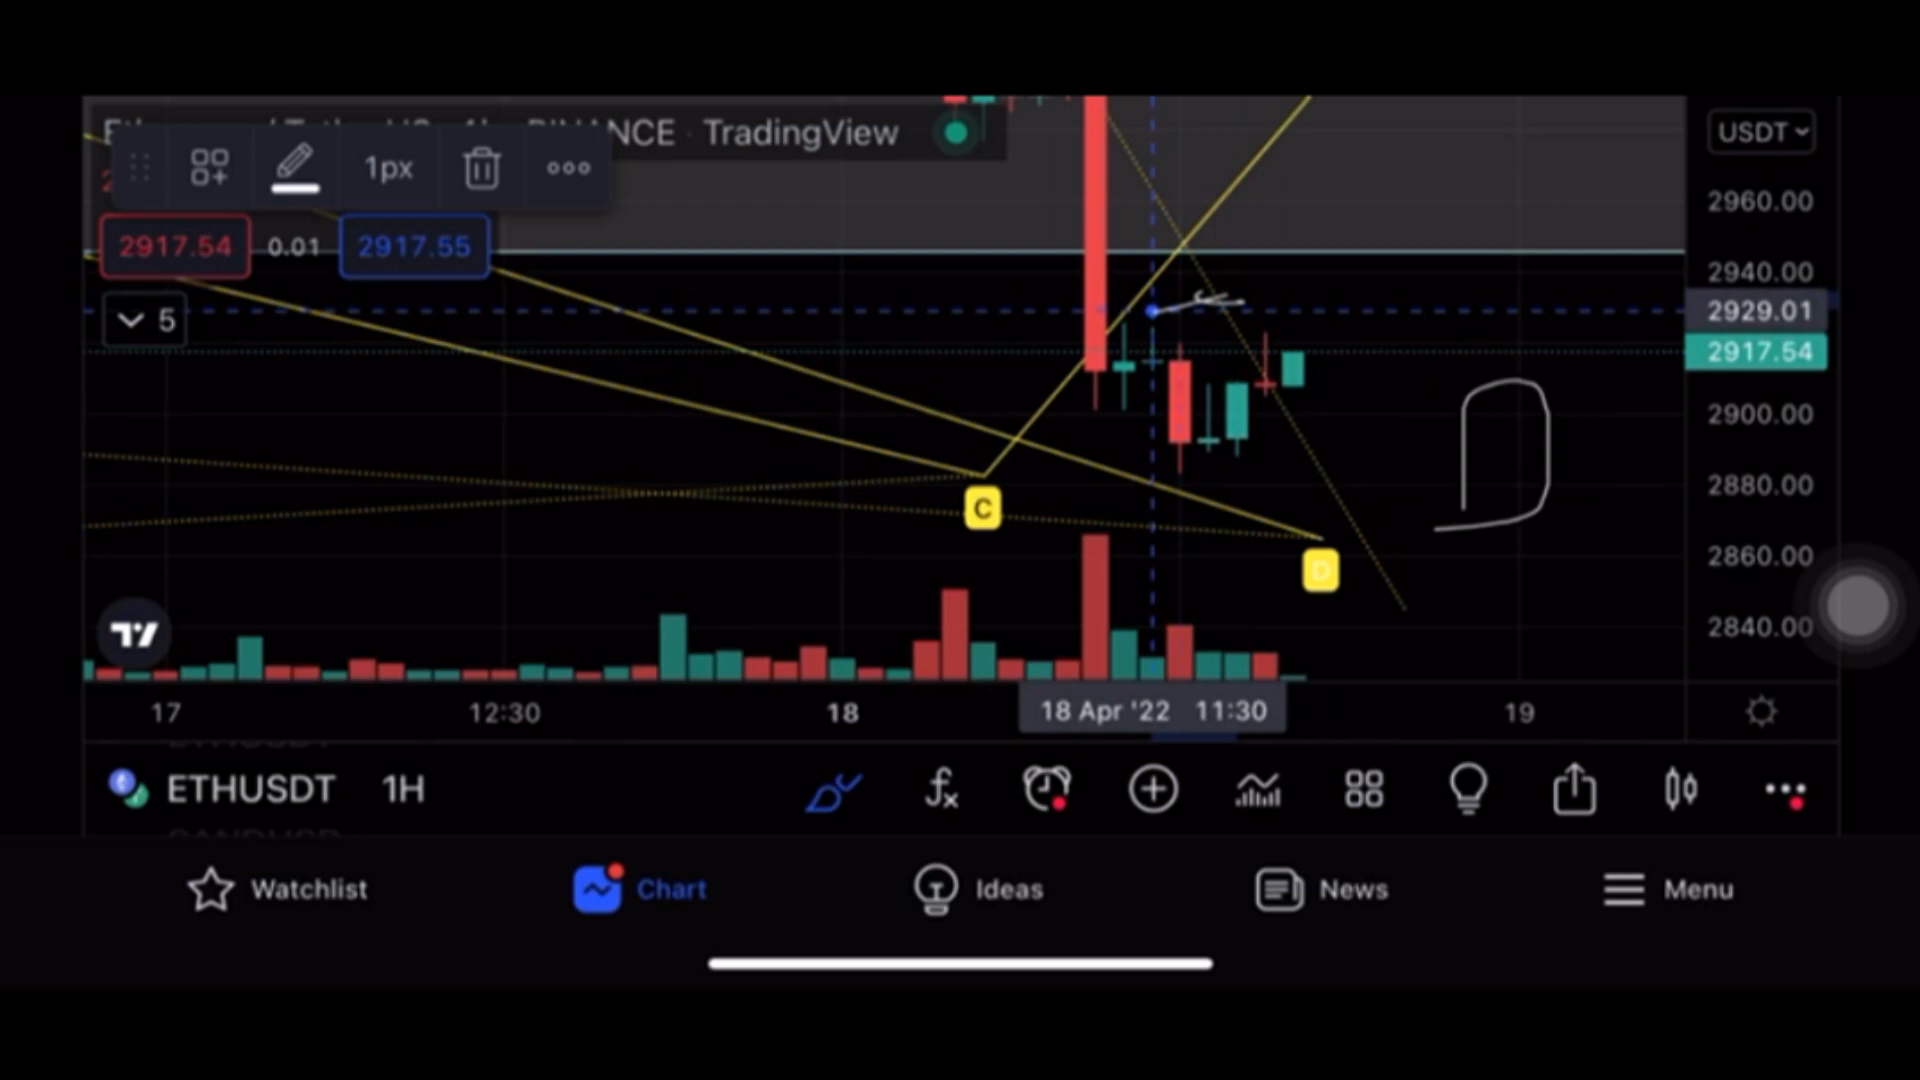 NCE · TradingView
USDT
1px
2960.00
2917.54 0.01 2917.55
2940.00
2929.01
5
2917.54
2900.00
2880.00
C
2860.00
D
2840.00
17 12:30 18 18 Apr '22 11:30 19
ETHUSDT 1H
Watchlist Chart Ideas News Menu